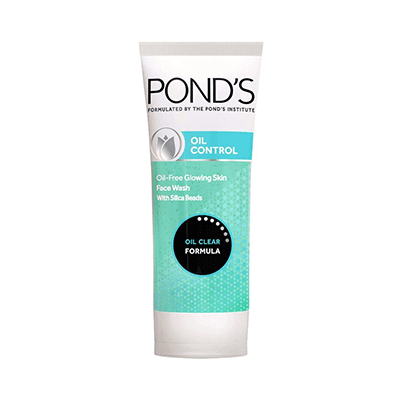 POND'S
FORMULATED BY THE POND'S INSTITUTE
OIL
CONTROL
Oil-Free Glowing Skin
Face Wash
With Silica Beads
OIL CLEAR
FORMULA